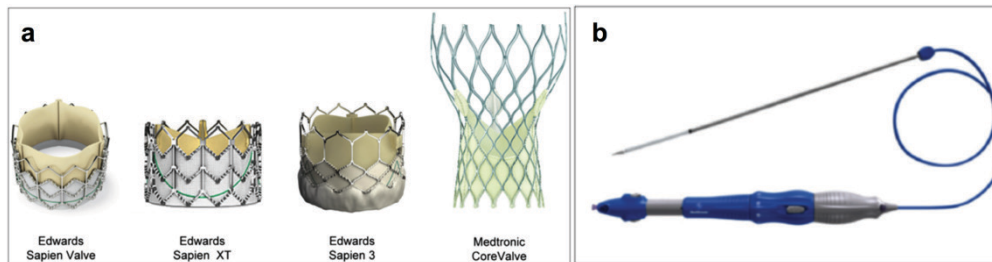 a
b
Edwards
Sapien Valve
Edwards
Sapien XT
Edwards
Sapien 3
Medtronic
CoreValve